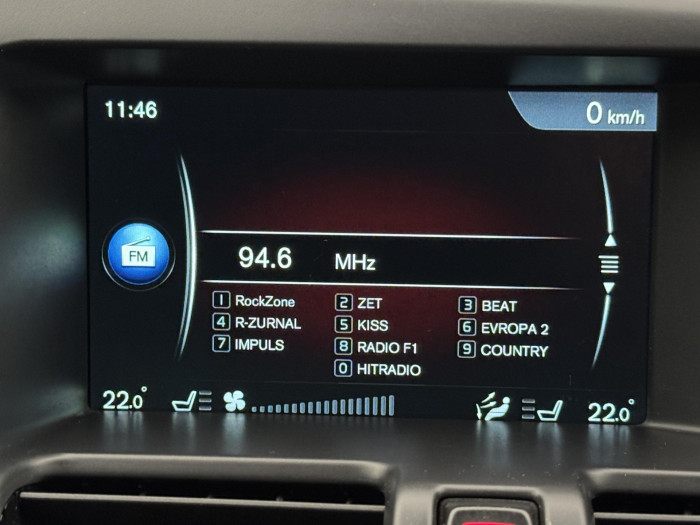 11:46
0 km/h
FM
94.6 MHz
1 RockZone 2 ZET 3 BEAT
4 R-ZURNAL 5 KISS 6 EVROPA 2
7 IMPULS 8 RADIO F1 9 COUNTRY
0 HITRADIO
22.0° 22.0°